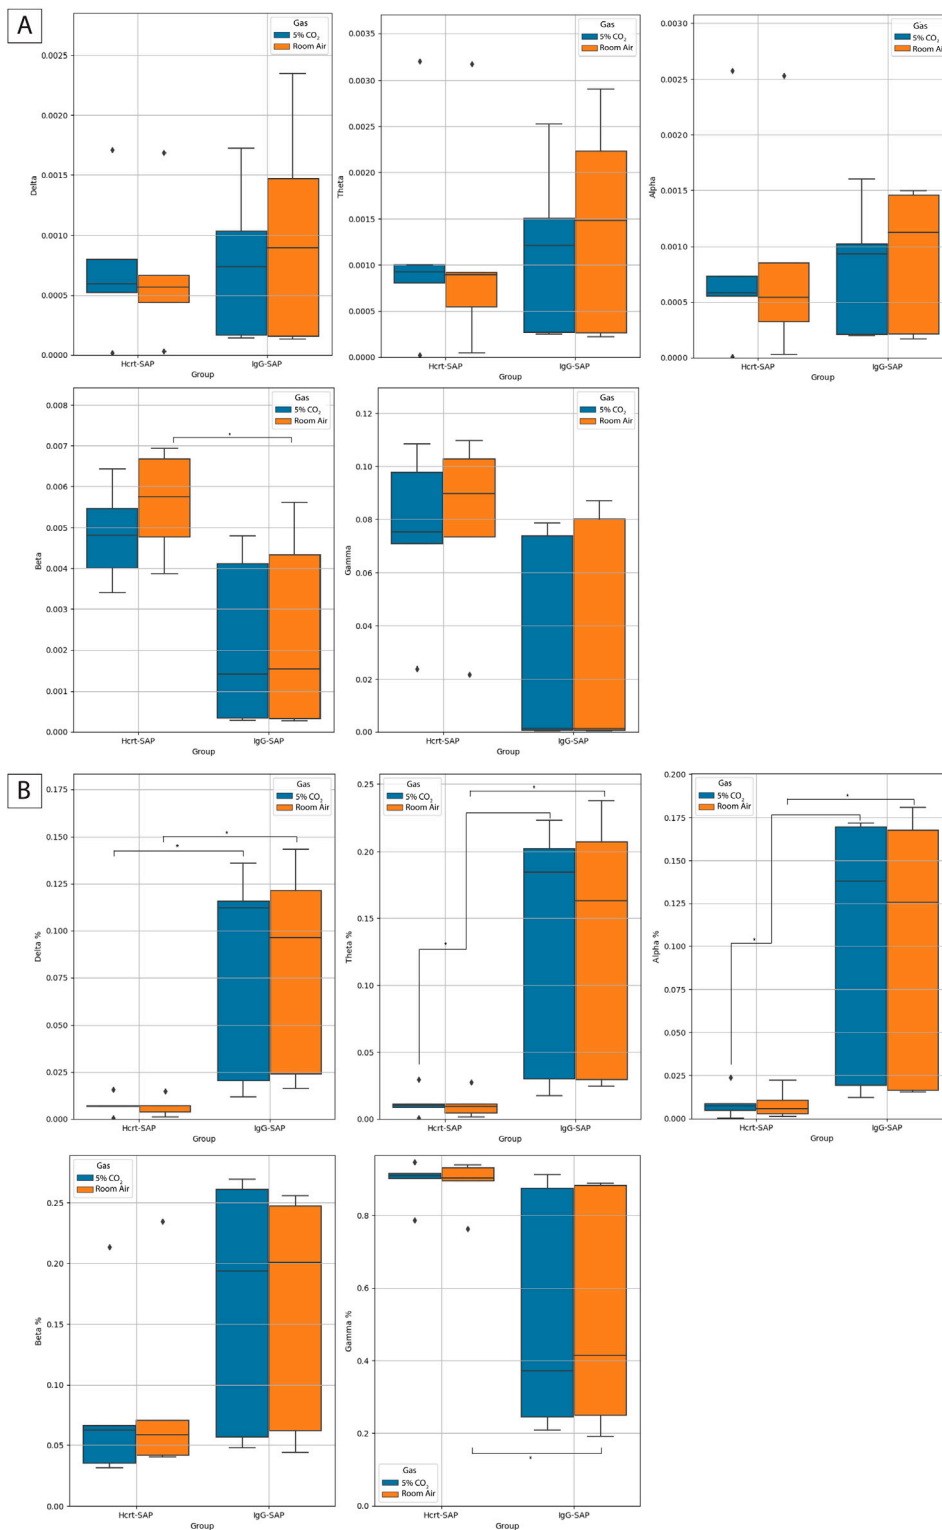 A
Gas
5% CO2
Room Air
0.0025
0.0020
0.0015
0.0010
0.0005
0.0000
Delta
Hcrt-SAP
IgG-SAP
Group
Gas
5% CO2
Room Air
0.0035
0.0030
0.0025
0.0020
0.0015
0.0010
0.0005
0.0000
Theta
Hcrt-SAP
IgG-SAP
Group
Gas
5% CO2
Room Air
0.0030
0.0025
0.0020
0.0015
0.0010
0.0005
0.0000
Alpha
Hcrt-SAP
IgG-SAP
Group
Gas
5% CO2
Room Air
0.008
0.007
0.006
0.005
0.004
0.003
0.002
0.001
0.000
Beta
*
Hcrt-SAP
IgG-SAP
Group
Gas
5% CO2
Room Air
0.12
0.10
0.08
0.06
0.04
0.02
0.00
Gamma
Hcrt-SAP
IgG-SAP
Group
B
Gas
5% CO2
Room Air
0.175
0.150
0.125
0.100
0.075
0.050
0.025
0.000
Delta %
*
*
Hcrt-SAP
IgG-SAP
Group
Gas
5% CO2
Room Air
0.25
0.20
0.15
0.10
0.05
0.00
Theta %
*
*
Hcrt-SAP
IgG-SAP
Group
Gas
5% CO2
Room Air
0.200
0.175
0.150
0.125
0.100
0.075
0.050
0.025
0.000
Alpha %
*
*
Hcrt-SAP
IgG-SAP
Group
Gas
5% CO2
Room Air
0.25
0.20
0.15
0.10
0.05
0.00
Beta %
Hcrt-SAP
IgG-SAP
Group
0.8
0.6
0.4
0.2
0.0
Gamma %
*
Gas
5% CO2
Room Air
Hcrt-SAP
IgG-SAP
Group